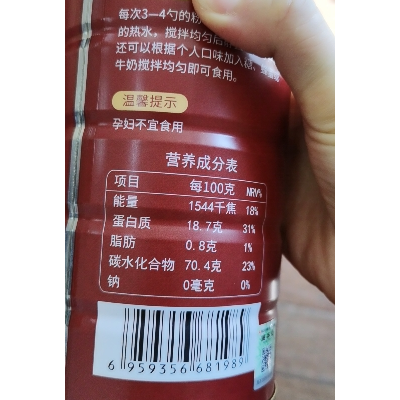 每次3—4勺的粉
的热水，搅拌均匀后
还可以根据个人口味加入糖、
牛奶搅拌均匀即可食用。
温馨提示
孕妇不宜食用
营养成分表
项目 每100克 NRV%
能量 1544千焦 18%
蛋白质 18.7克 31%
脂肪 0.8克 1%
碳水化合物 70.4克 23%
钠 0毫克 0%
6 959356 681989